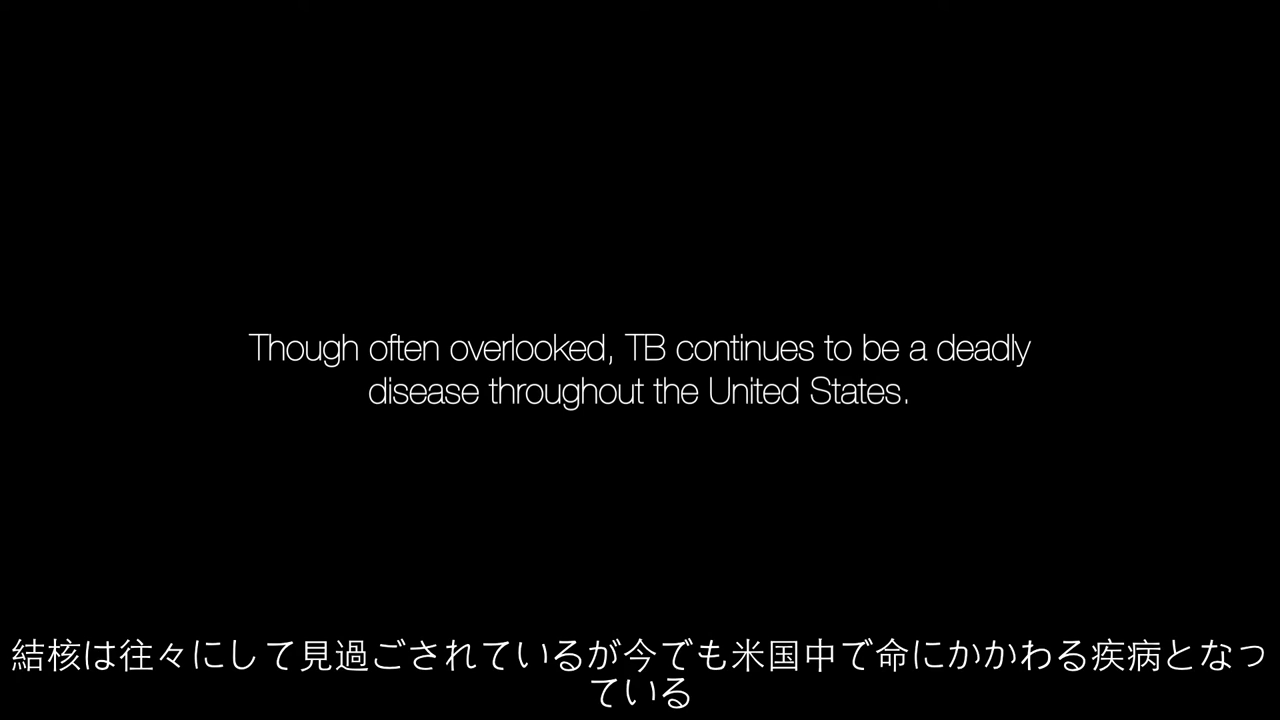 Though often overlooked, TB continues to be a deadly
disease throughout the United States.
結核は往々にして見過ごされているが今でも米国中で命にかかわる疾病となっ
ている